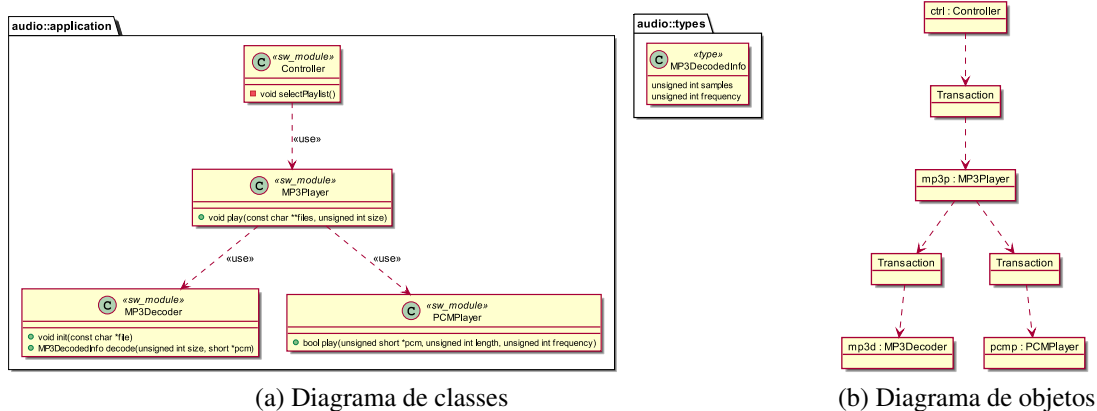 audio::application
C
«sw_module»
Controller
void selectPlaylist()
«use»
C
«sw_module»
MP3Player
void play(const char **files, unsigned int size)
«use»
«use»
C
«sw_module»
MP3Decoder
void init(const char *file)
MP3DecodedInfo decode(unsigned int size, short *pcm)
C
«sw_module»
PCMPlayer
bool play(unsigned short *pcm, unsigned int length, unsigned int frequency)
(a) Diagrama de classes
audio::types
C
«type»
MP3DecodedInfo
unsigned int samples
unsigned int frequency
ctrl : Controller
Transaction
mp3p : MP3Player
Transaction
Transaction
mp3d : MP3Decoder
pcmp : PCMPlayer
(b) Diagrama de objetos